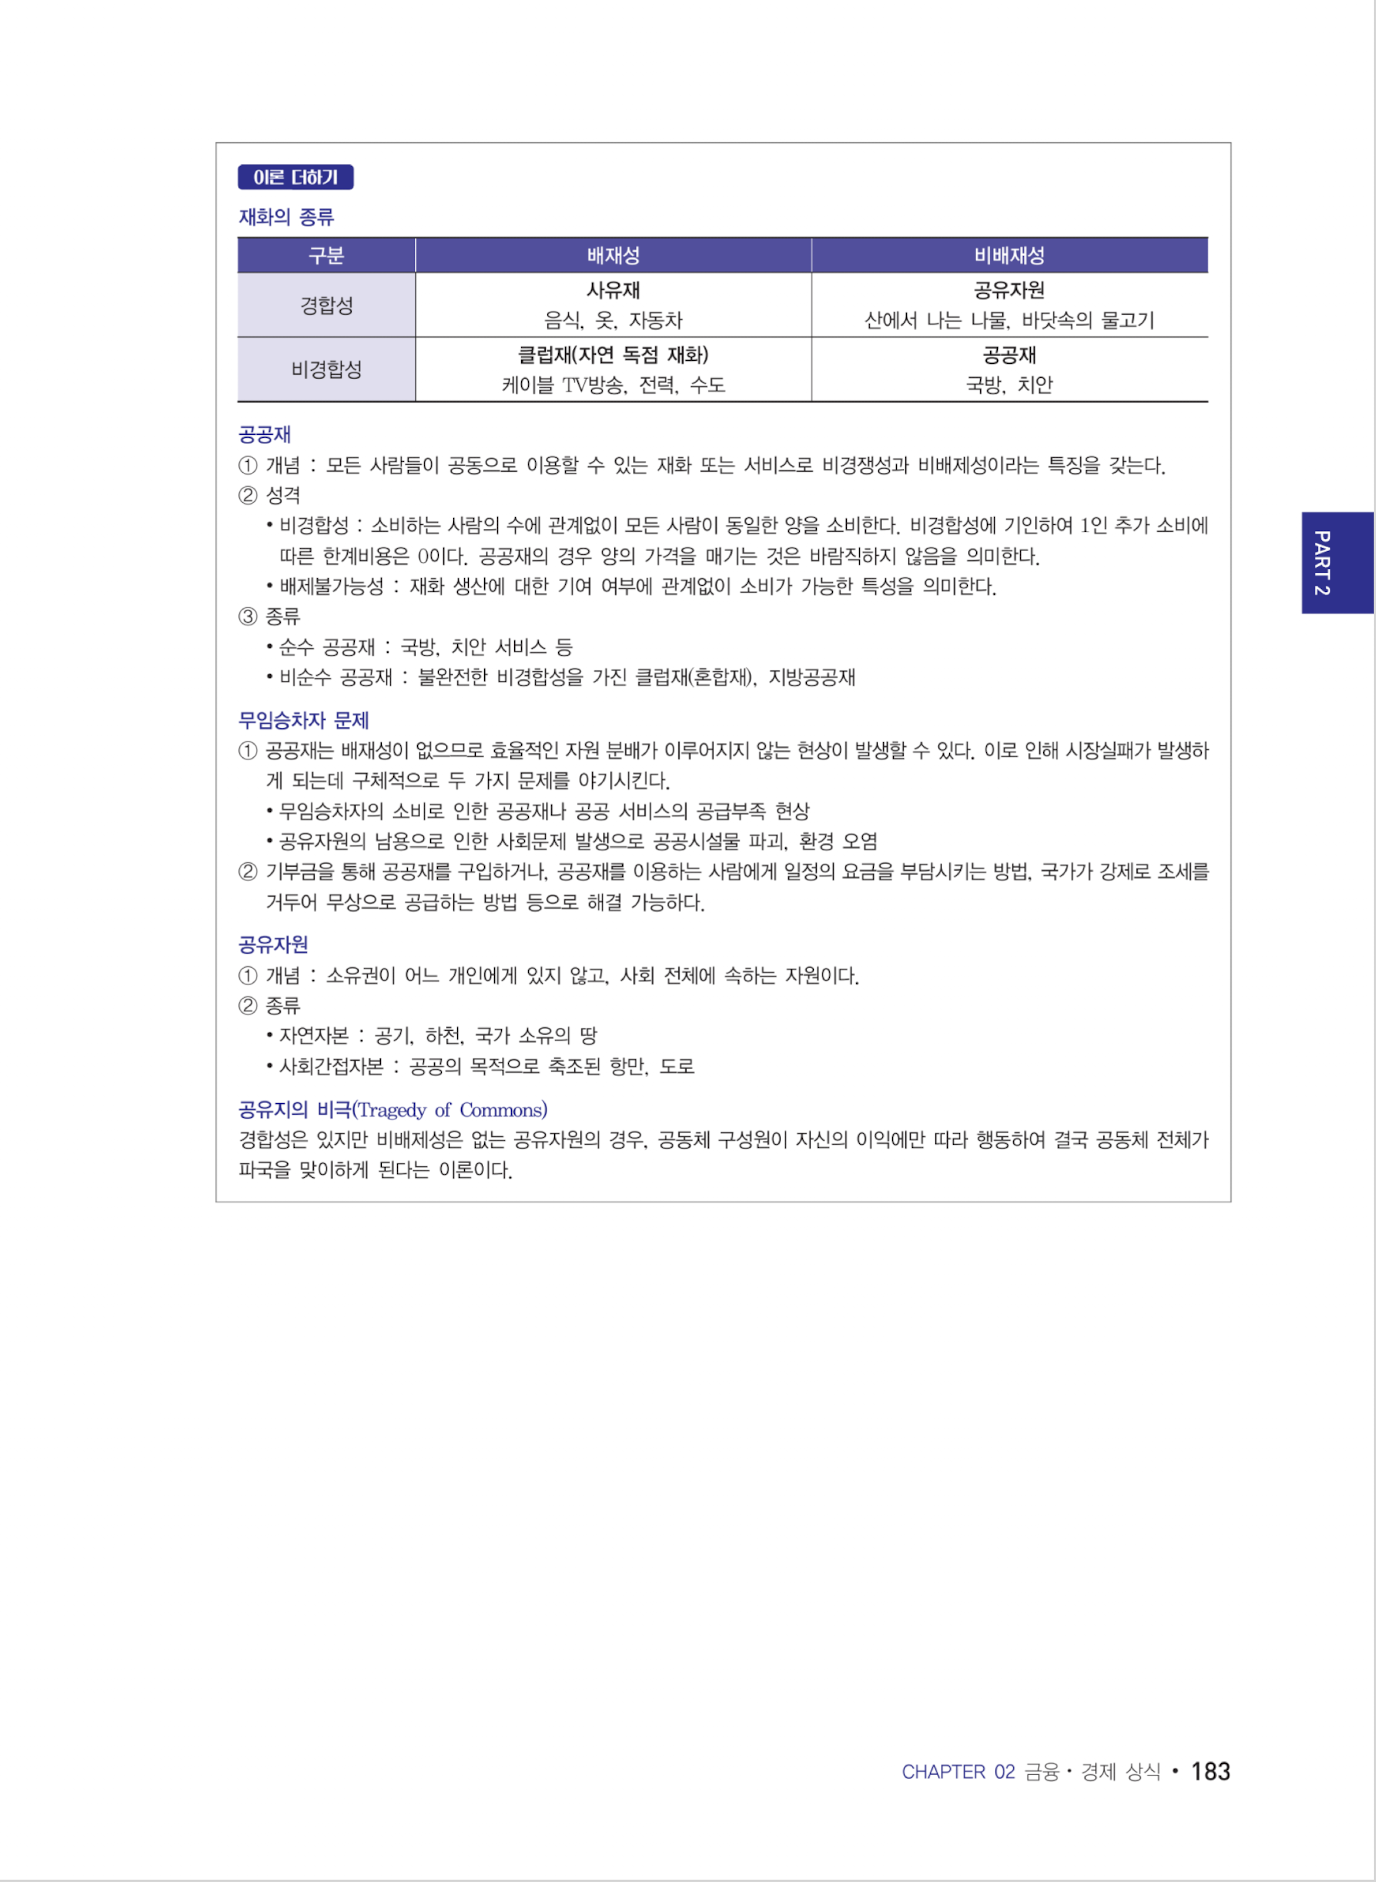 이론 더하기
재화의 종류
구분 배재성 비배재성
경합성 사유재 공유자원
음식, 옷, 자동차 산에서 나는 나물, 바닷속의 물고기
비경합성 클럽재(자연 독점 재화) 공공재
케이블 TV방송, 전력, 수도 국방, 치안
공공재
① 개념 : 모든 사람들이 공동으로 이용할 수 있는 재화 또는 서비스로 비경쟁성과 비배제성이라는 특징을 갖는다.
② 성격
• 비경합성 : 소비하는 사람의 수에 관계없이 모든 사람이 동일한 양을 소비한다. 비경합성에 기인하여 1인 추가 소비에
따른 한계비용은 0이다. 공공재의 경우 양의 가격을 매기는 것은 바람직하지 않음을 의미한다.
• 배제불가능성 : 재화 생산에 대한 기여 여부에 관계없이 소비가 가능한 특성을 의미한다.
③ 종류
• 순수 공공재 : 국방, 치안 서비스 등
• 비순수 공공재 : 불완전한 비경합성을 가진 클럽재(혼합재), 지방공공재
무임승차자 문제
① 공공재는 배재성이 없으므로 효율적인 자원 분배가 이루어지지 않는 현상이 발생할 수 있다. 이로 인해 시장실패가 발생하
게 되는데 구체적으로 두 가지 문제를 야기시킨다.
• 무임승차자의 소비로 인한 공공재나 공공 서비스의 공급부족 현상
• 공유자원의 남용으로 인한 사회문제 발생으로 공공시설물 파괴, 환경 오염
② 기부금을 통해 공공재를 구입하거나, 공공재를 이용하는 사람에게 일정의 요금을 부담시키는 방법, 국가가 강제로 조세를
거두어 무상으로 공급하는 방법 등으로 해결 가능하다.
공유자원
① 개념 : 소유권이 어느 개인에게 있지 않고, 사회 전체에 속하는 자원이다.
② 종류
• 자연자본 : 공기, 하천, 국가 소유의 땅
• 사회간접자본 : 공공의 목적으로 축조된 항만, 도로
공유지의 비극(Tragedy of Commons)
경합성은 있지만 비배제성은 없는 공유자원의 경우, 공동체 구성원이 자신의 이익에만 따라 행동하여 결국 공동체 전체가
파국을 맞이하게 된다는 이론이다.
PART 2
CHAPTER 02 금융 • 경제 상식 • 183